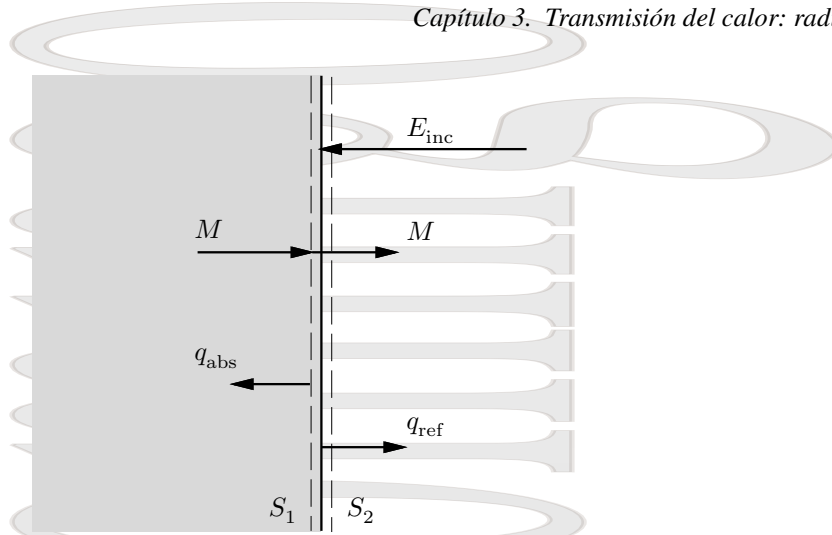 Capítulo 3. Transmisión del calor: rad
E_inc
M M
q_abs
q_ref
S_1 S_2